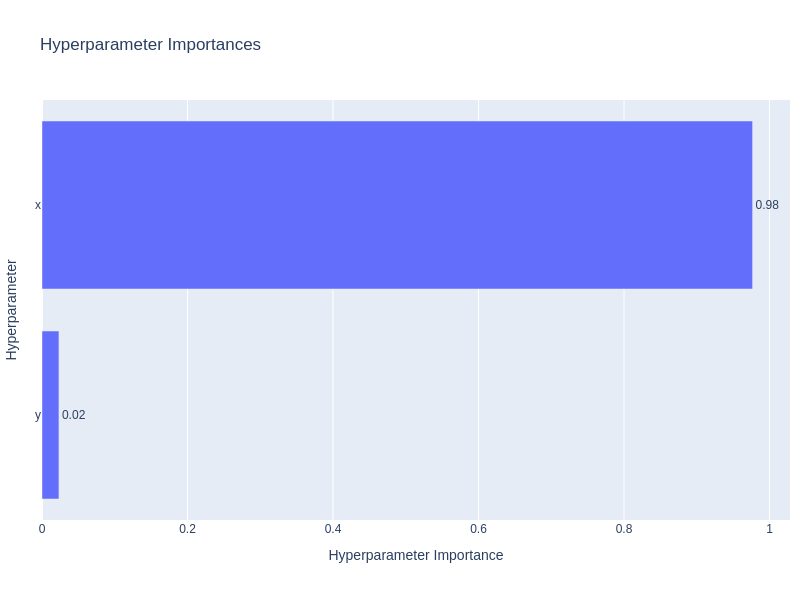 Hyperparameter Importances
x
0.98
y
0.02
Hyperparameter
0
0.2
0.4
0.6
0.8
1
Hyperparameter Importance